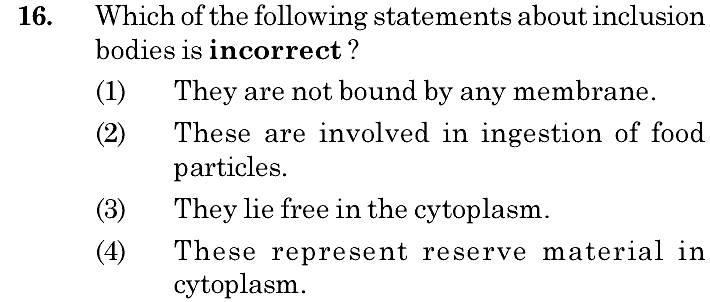 16. Which of the following statements about inclusion
bodies is incorrect ?
(1) They are not bound by any membrane.
(2) These are involved in ingestion of food
particles.
(3) They lie free in the cytoplasm.
(4) These represent reserve material in
cytoplasm.